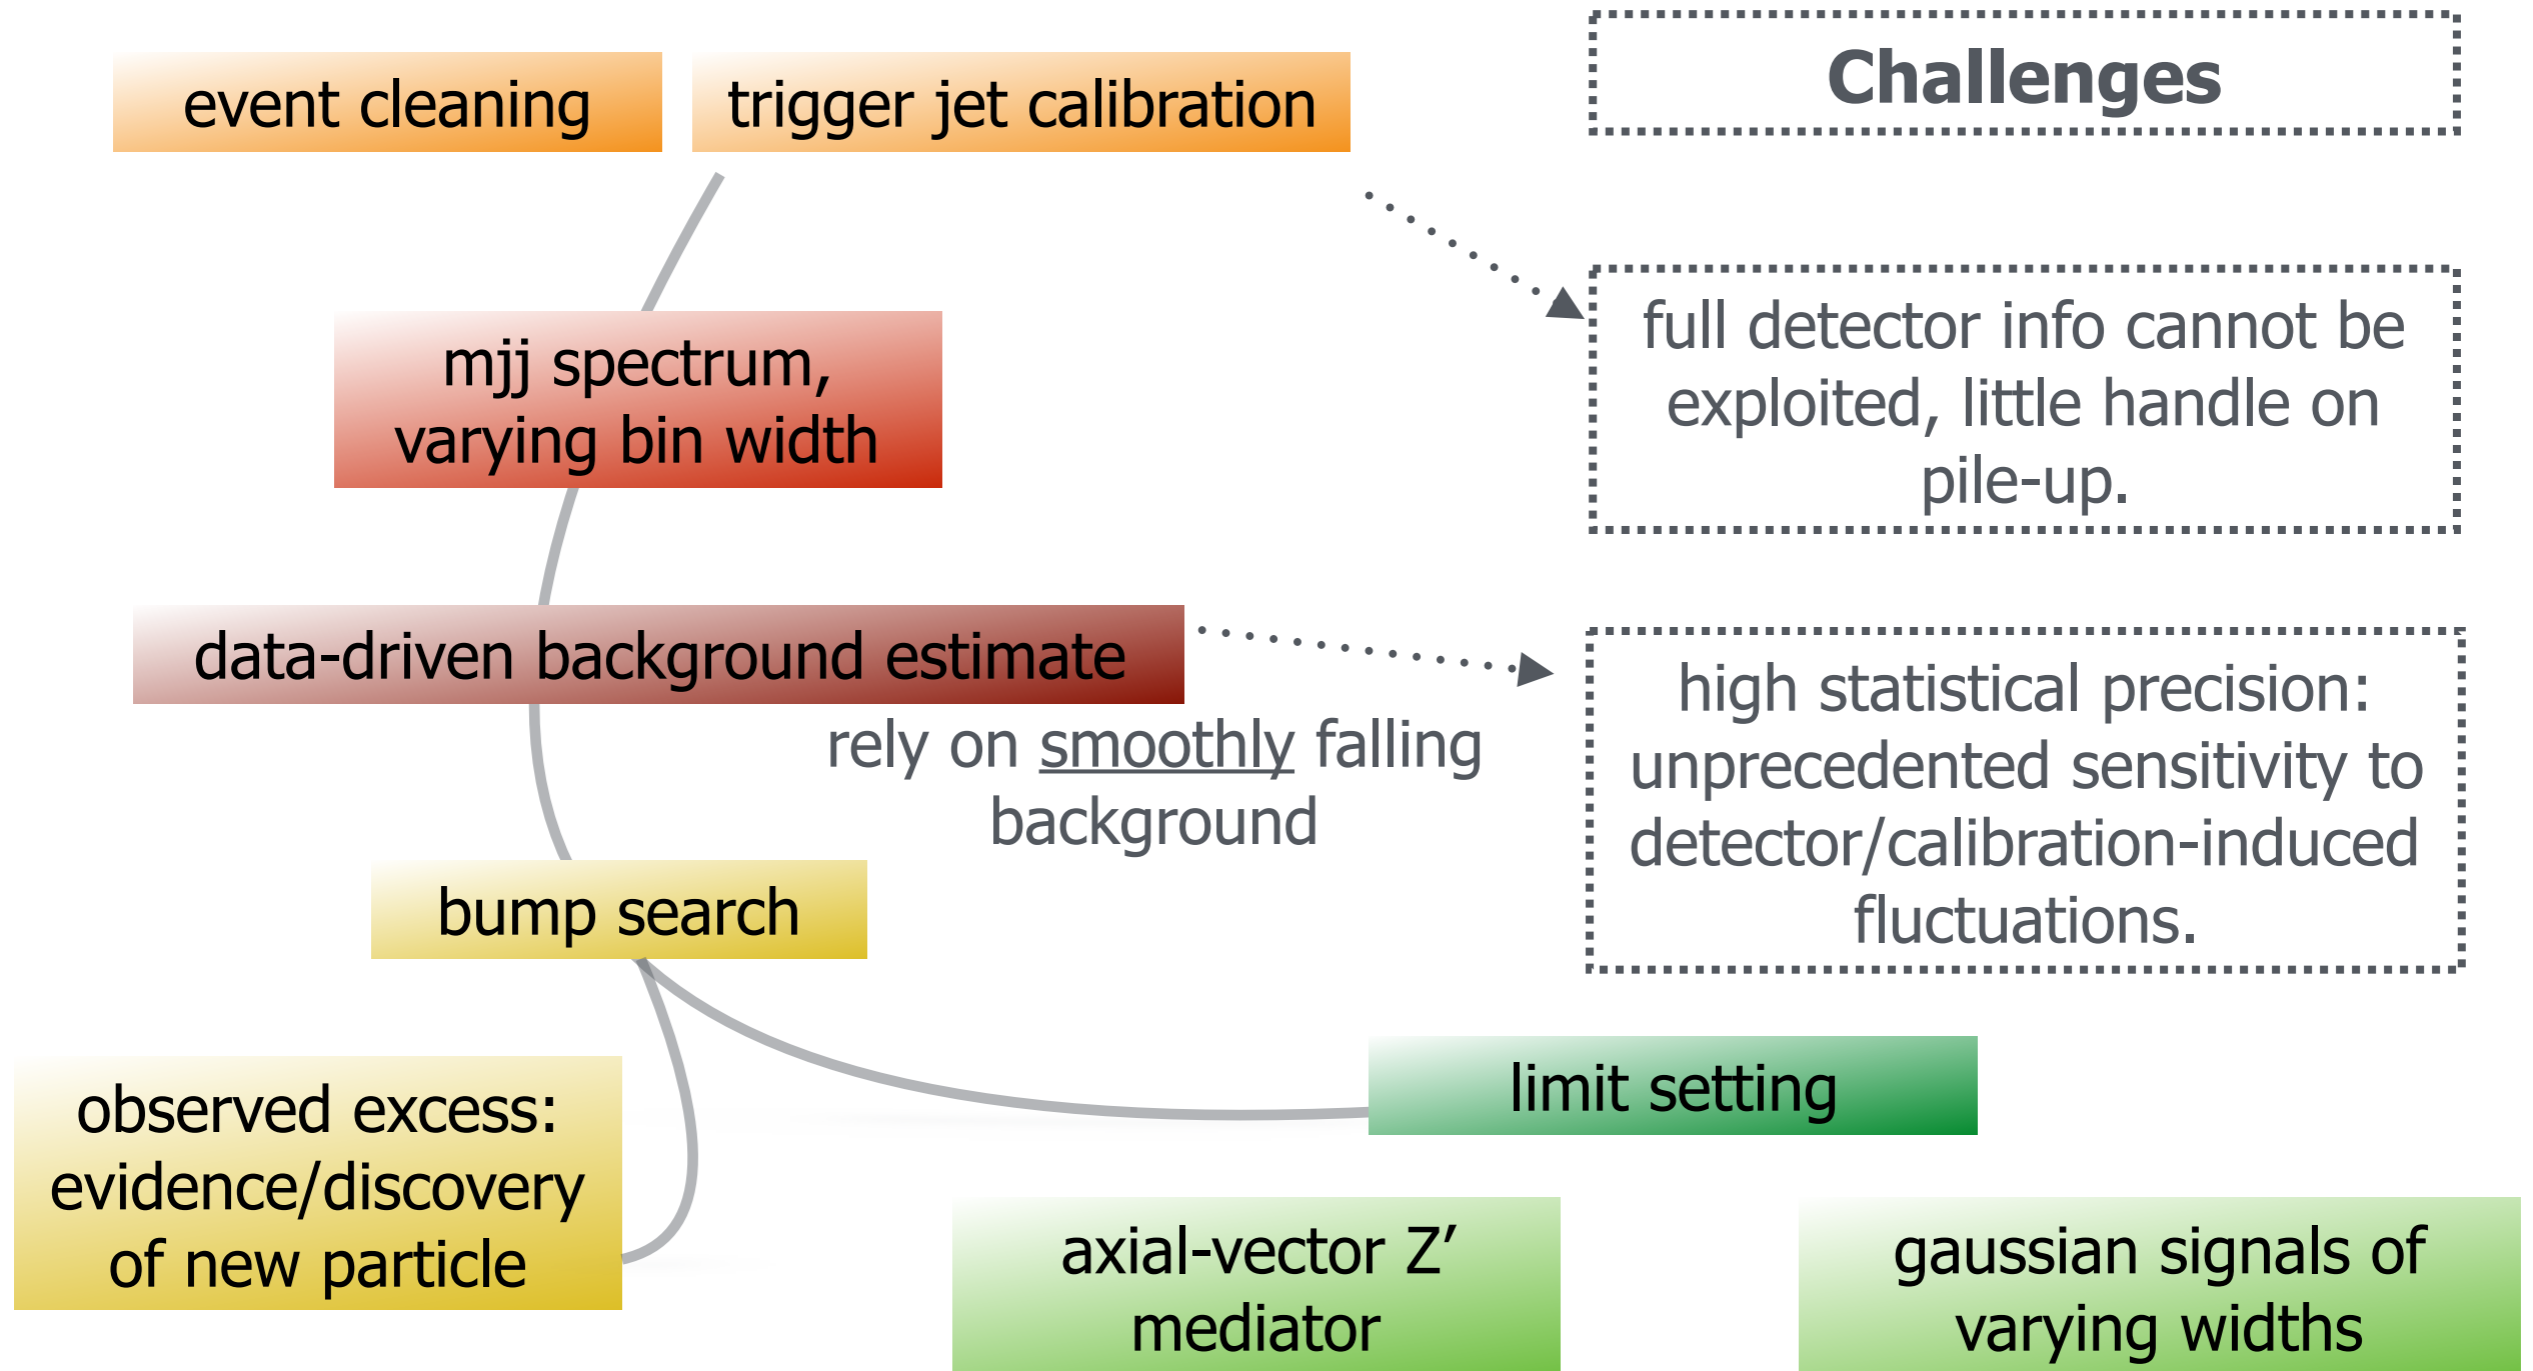 event cleaning
trigger jet calibration
Challenges
full detector info cannot be
exploited, little handle on
pile-up.
mjj spectrum,
varying bin width
data-driven background estimate
rely on smoothly falling
background
high statistical precision:
unprecedented sensitivity to
detector/calibration-induced
fluctuations.
bump search
observed excess:
evidence/discovery
of new particle
limit setting
axial-vector Z’
mediator
gaussian signals of
varying widths